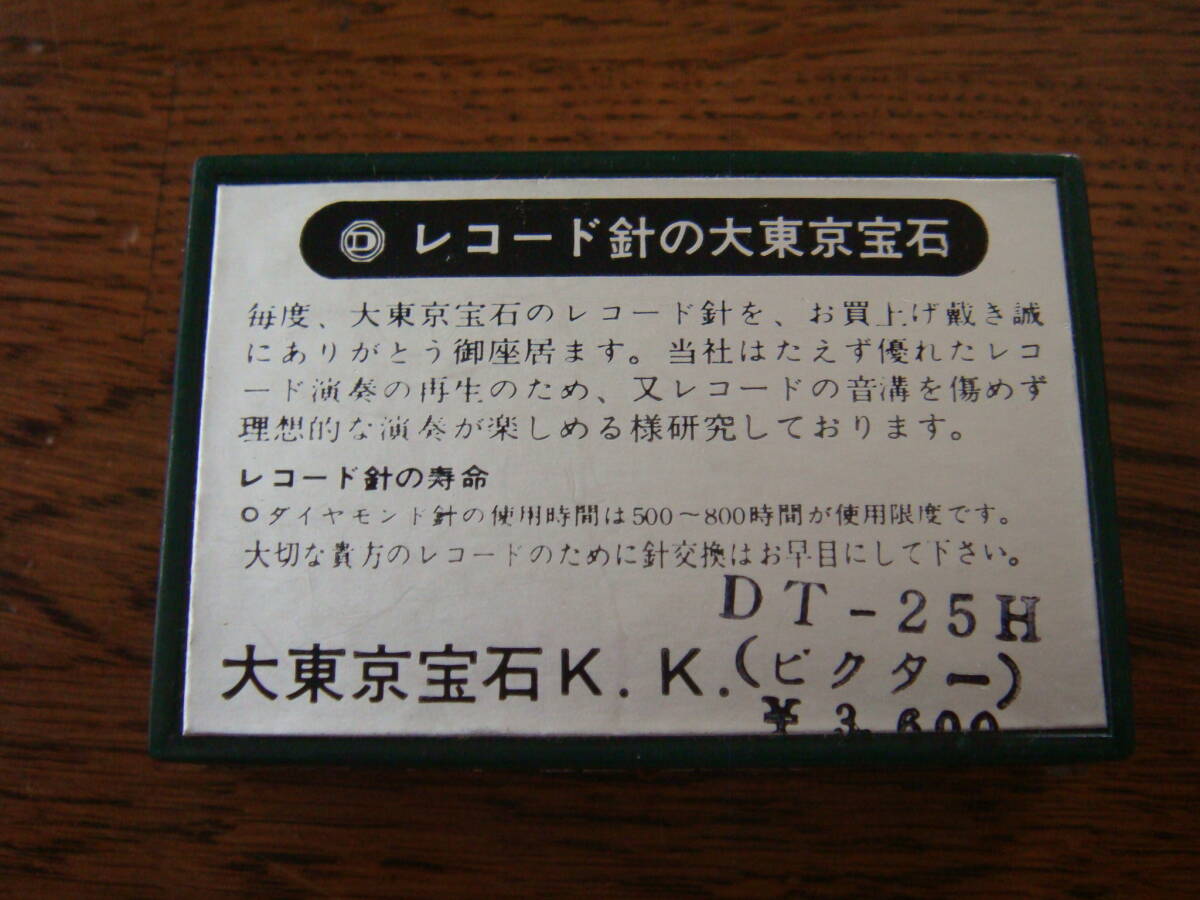 D レコード針の大東京宝石
毎度、大東京宝石のレコード針を、お買上げ戴き誠
にありがとう御座居ます。当社はたえず優れたレコ
ード演奏の再生のため、又レコードの音溝を傷めず
理想的な演奏が楽しめる様研究しております。
レコード針の寿命
○ダイヤモンド針の使用時間は500〜800時間が使用限度です。
大切な貴方のレコードのために針交換はお早目にして下さい。
DT-25H
大東京宝石K.K.(ビクター)
¥3,600